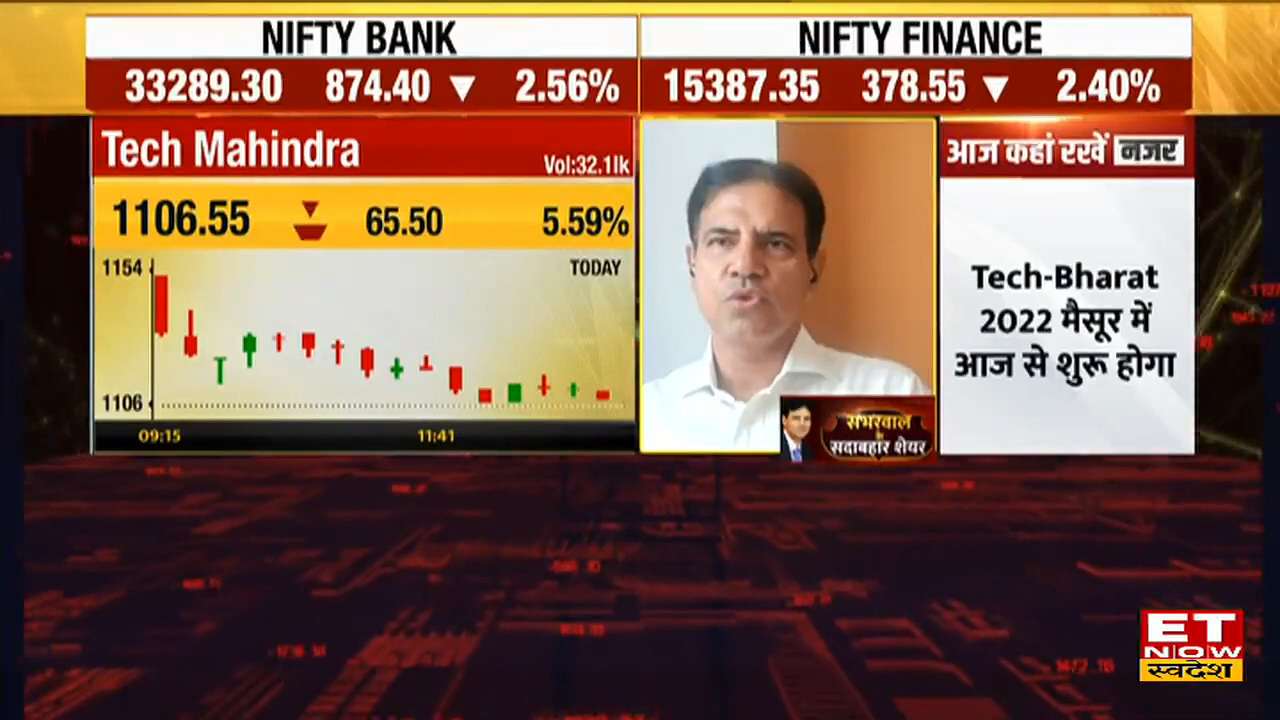 NIFTY BANK
33289.30 874.40 ▼ 2.56%
NIFTY FINANCE
15387.35 378.55 ▼ 2.40%
Tech Mahindra
Vol:32.1lk
1106.55 65.50 5.59%
1154
TODAY
1106
09:15 11:41
संभरवाल
के
सदाबहार शेयर
आज कहां रखें नजर
Tech-Bharat
2022 मैसूर में
आज से शुरू होगा
ET
NOW
स्वदेश